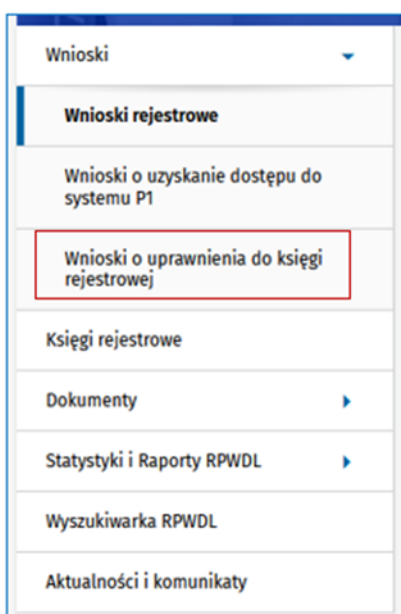 Wnioski
Wnioski rejestrowe
Wnioski o uzyskanie dostępu do
systemu P1
Wnioski o uprawnienia do księgi
rejestrowej
Księgi rejestrowe
Dokumenty
Statystyki i Raporty RPWDL
Wyszukiwarka RPWDL
Aktualności i komunikaty